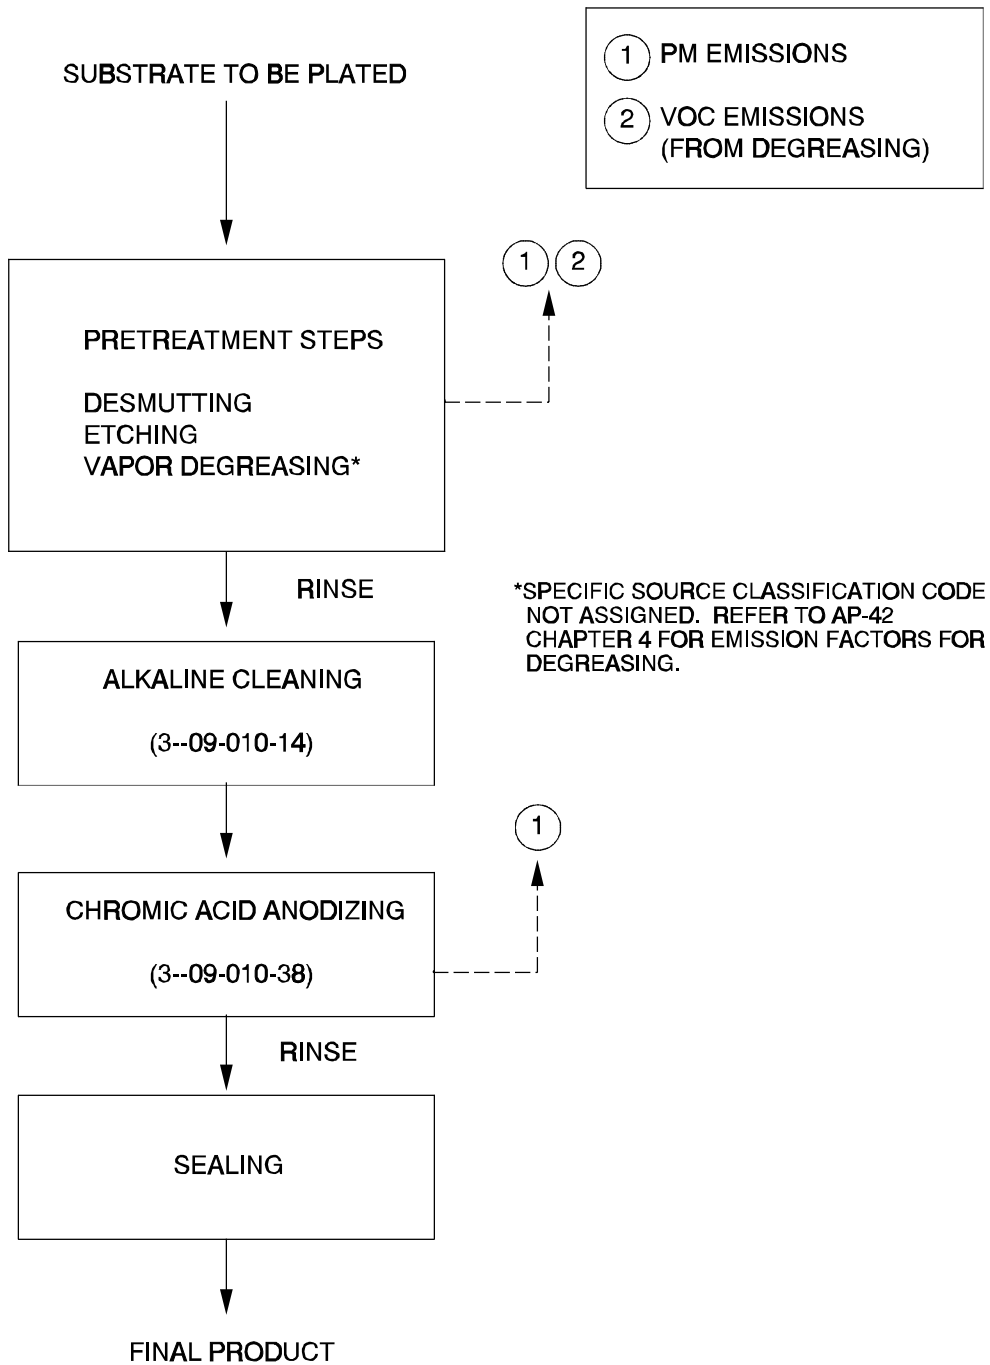 SUBSTRATE TO BE PLATED
1 PM EMISSIONS
2 VOC EMISSIONS
(FROM DEGREASING)
1 2
PRETREATMENT STEPS
DESMUTTING
ETCHING
VAPOR DEGREASING*
RINSE
*SPECIFIC SOURCE CLASSIFICATION CODE
NOT ASSIGNED. REFER TO AP-42
CHAPTER 4 FOR EMISSION FACTORS FOR
DEGREASING.
ALKALINE CLEANING
(3--09-010-14)
1
CHROMIC ACID ANODIZING
(3--09-010-38)
RINSE
SEALING
FINAL PRODUCT